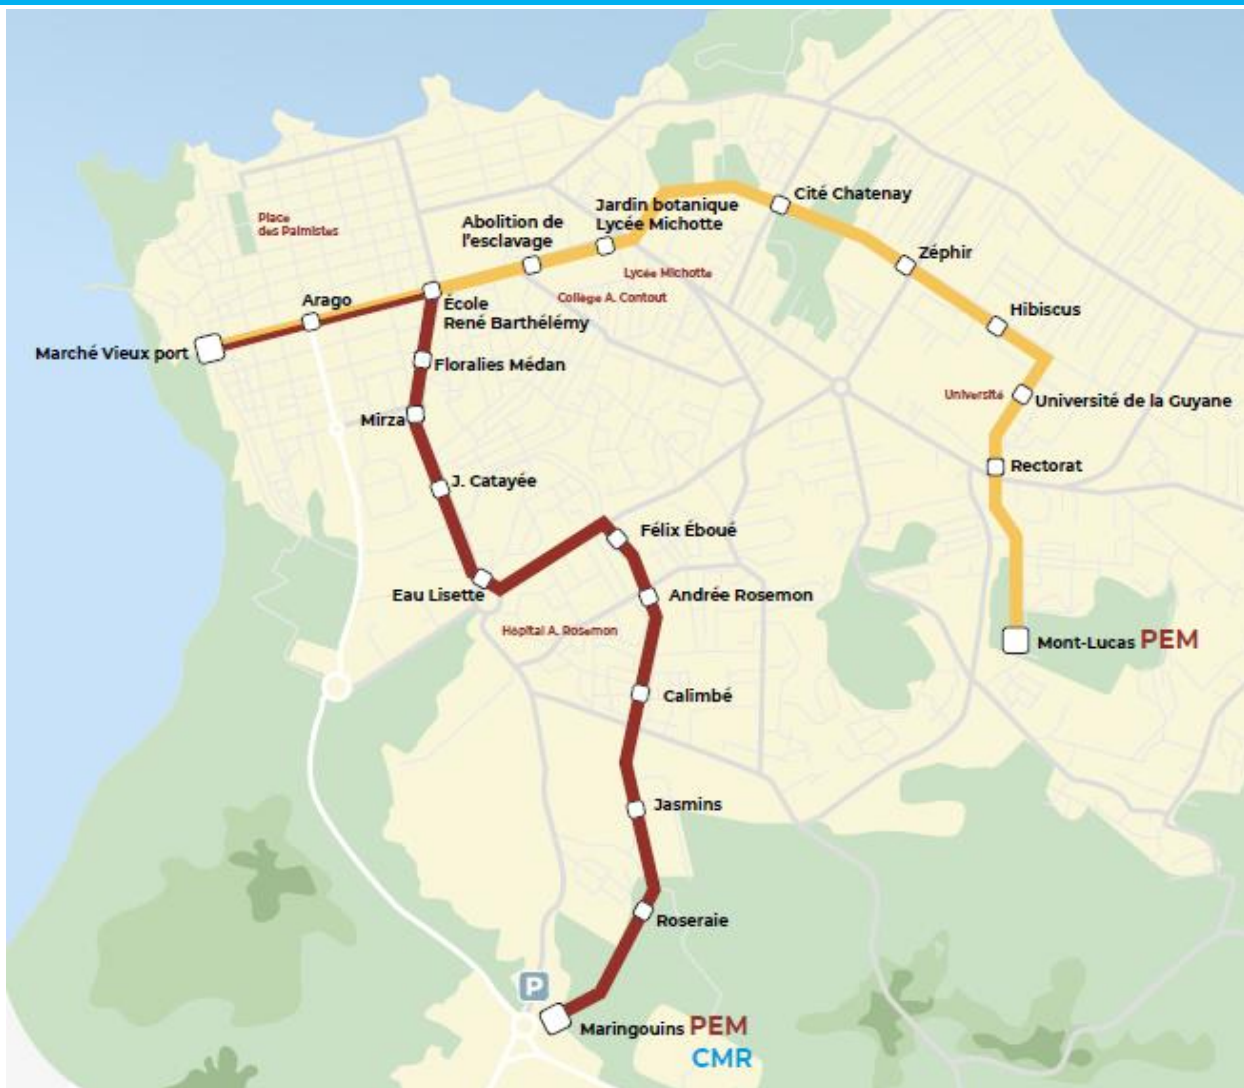 Cité Chatenay
Jardin botanique
Lycée Michotte
Place
des Palmistes
Abolition de
l'esclavage
Zéphir
Lycée Michotte
Collège A. Contout
Arago
École
René Barthélémy
Hibiscus
Marché Vieux port
Floralies Médan
Université
Université de la Guyane
Mirza
Rectorat
J. Catayée
Félix Éboué
Eau Lisette
Andrée Rosemon
Hôpital A. Rosemon
Mont-Lucas PEM
Calimbé
Jasmins
Roseraie
P
Maringouins PEM
CMR